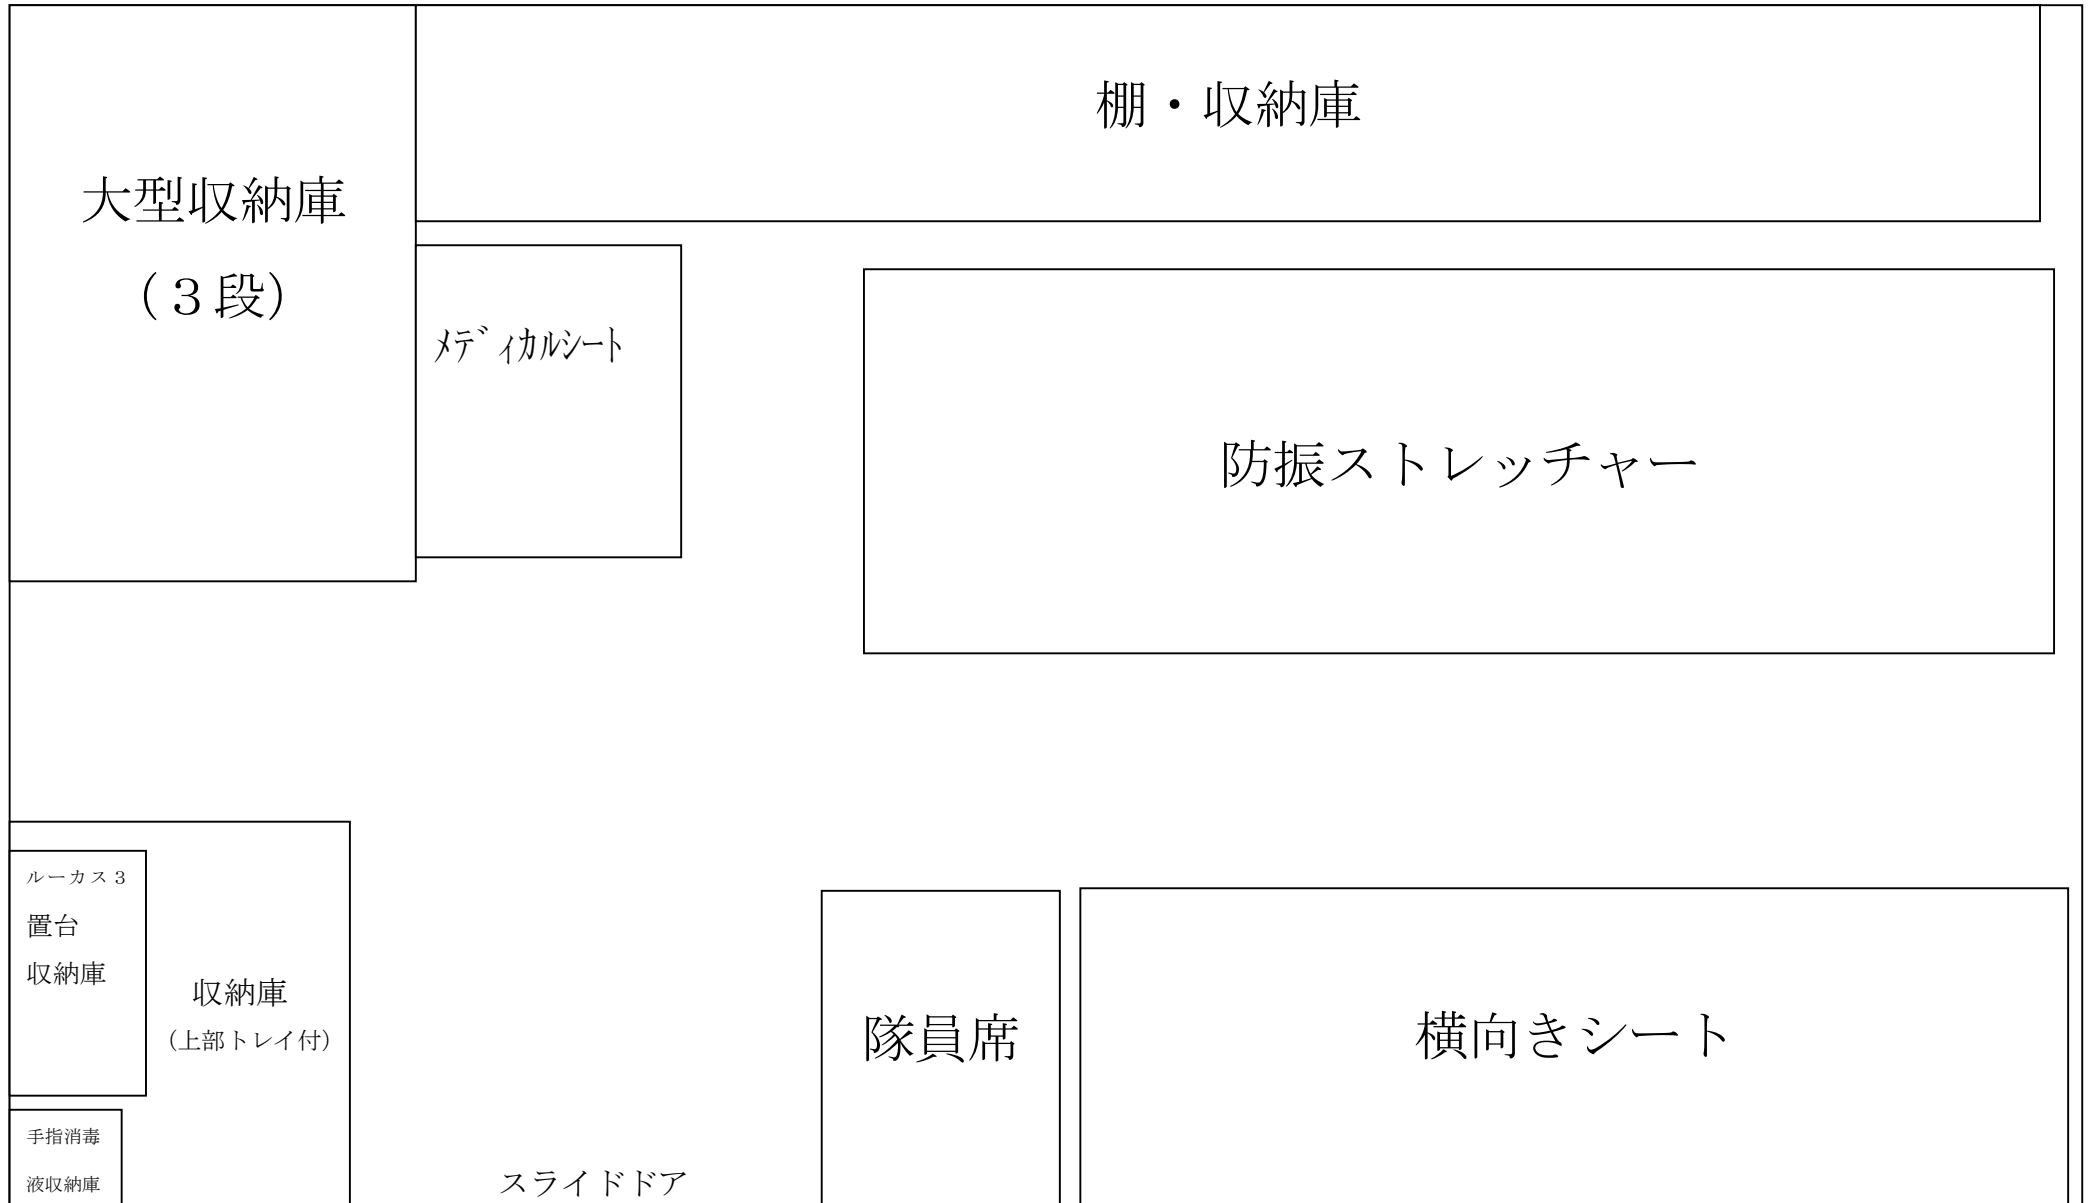 棚・収納庫
大型収納庫
（３段）
ﾒﾃﾞｨｶﾙｼｰﾄ
防振ストレッチャー
ルーカス３
置台
収納庫
収納庫
（上部トレイ付）
隊員席
横向きシート
手指消毒
液収納庫
スライドドア